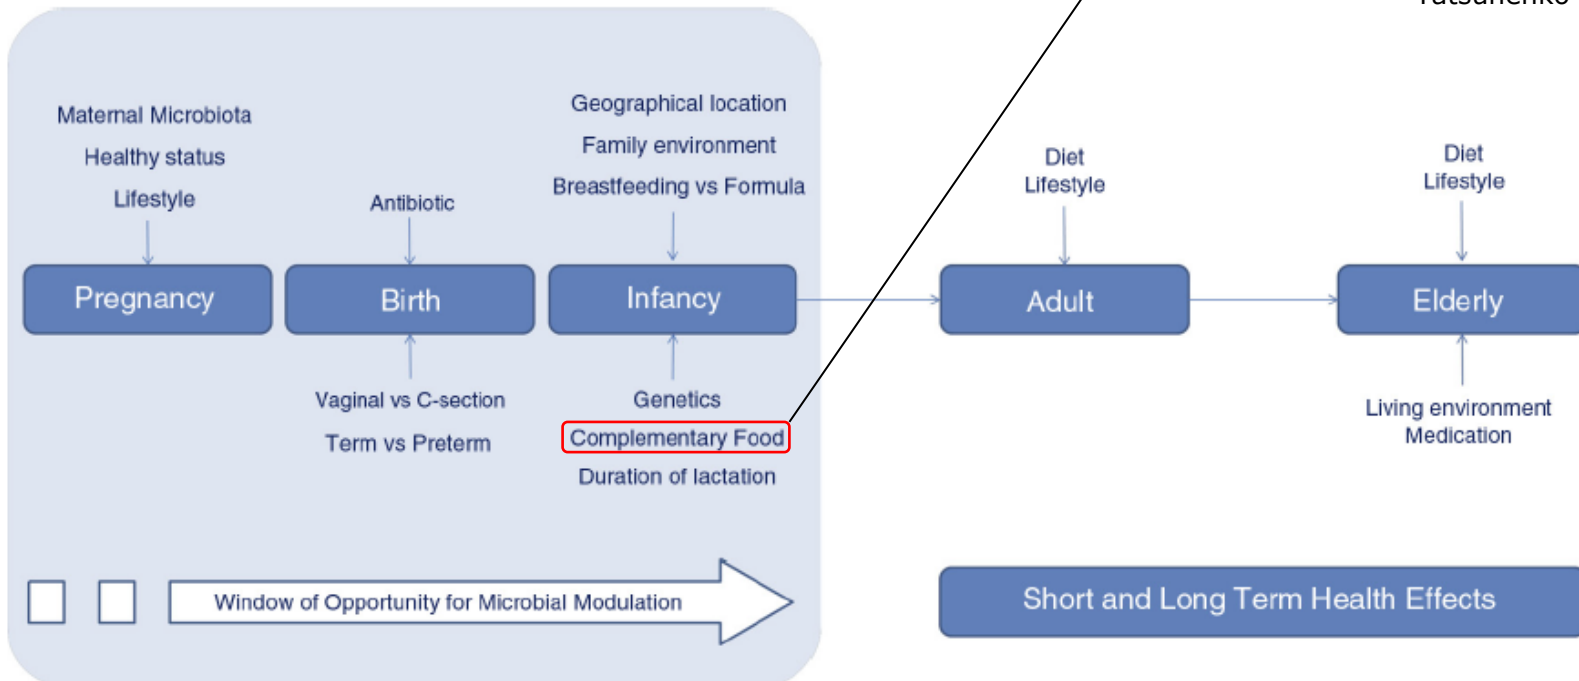 Maternal Microbiota
Healthy status
Lifestyle
Antibiotic
Geographical location
Family environment
Breastfeeding vs Formula
Diet
Lifestyle
Diet
Lifestyle
Pregnancy
Birth
Infancy
Adult
Elderly
Vaginal vs C-section
Term vs Preterm
Genetics
Complementary Food
Duration of lactation
Living environment
Medication
Window of Opportunity for Microbial Modulation
Short and Long Term Health Effects